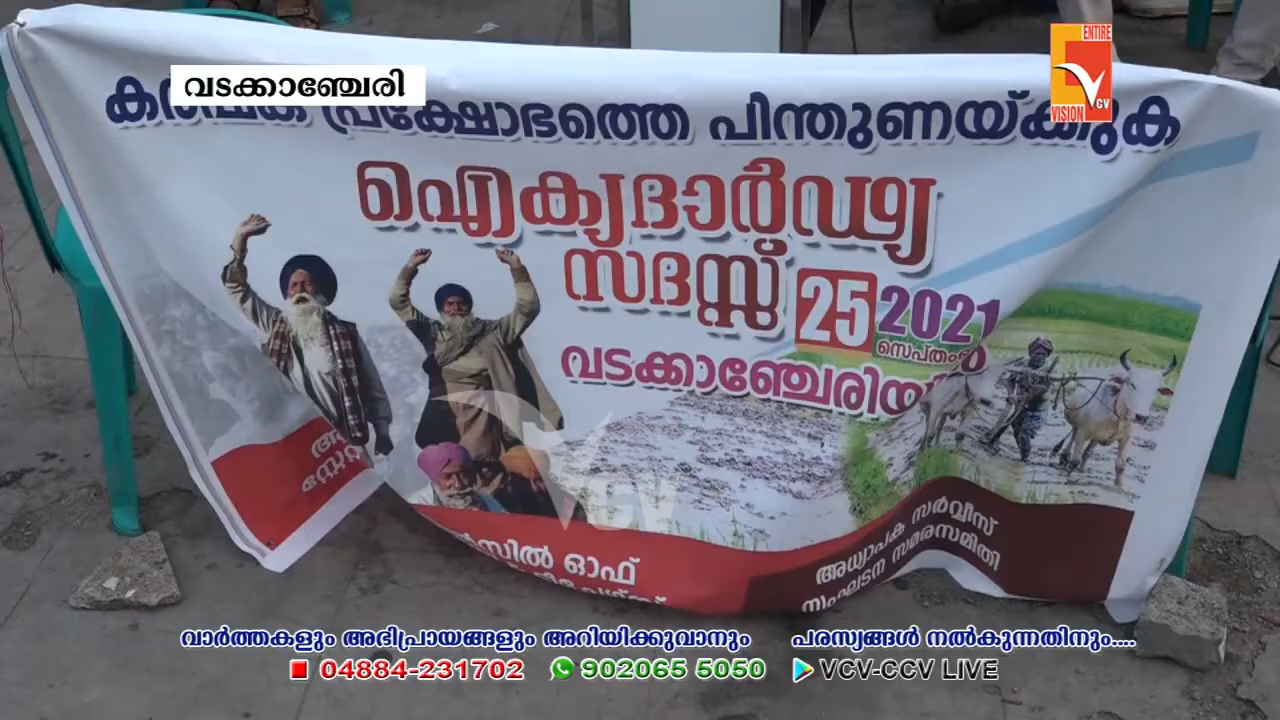 ENTIRE
VCV
VISION
വടക്കാഞ്ചേരി
പ്രക്ഷോഭത്തെ പിന്തുണയ്ക്കുക
ഐക്യദാർഢ്യ
സദസ്സ് 25 2021
വടക്കാഞ്ചേരിയ
VCV
ഓഫ്
അധ്യാപക സർവ്വീസ്
സംഘടന സമരസമിതി
വാർത്തകളും അഭിപ്രായങ്ങളും അറിയിക്കുവാനും പരസ്യങ്ങൾ നൽകുന്നതിനും.....
04884-231702 902065 5050 VCV-CCV LIVE